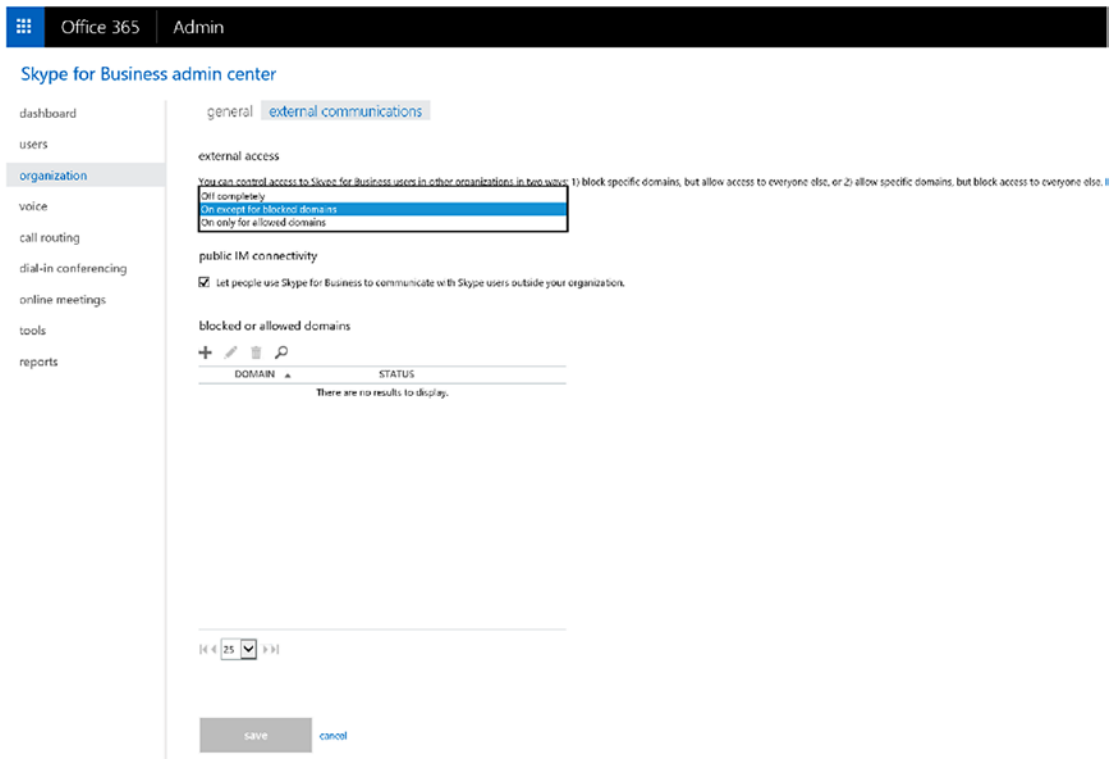 Office 365 Admin
Skype for Business admin center
dashboard
users
organization
voice
call routing
dial-in conferencing
online meetings
tools
reports
general external communications
external access
You can control access to Skype for Business users in other organizations in two ways: 1) block specific domains, but allow access to everyone else, or 2) allow specific domains, but block access to everyone else.
Off completely
On except for blocked domains
On only for allowed domains
public IM connectivity
Let people use Skype for Business to communicate with Skype users outside your organization.
blocked or allowed domains
DOMAIN STATUS
There are no results to display.
25
save cancel